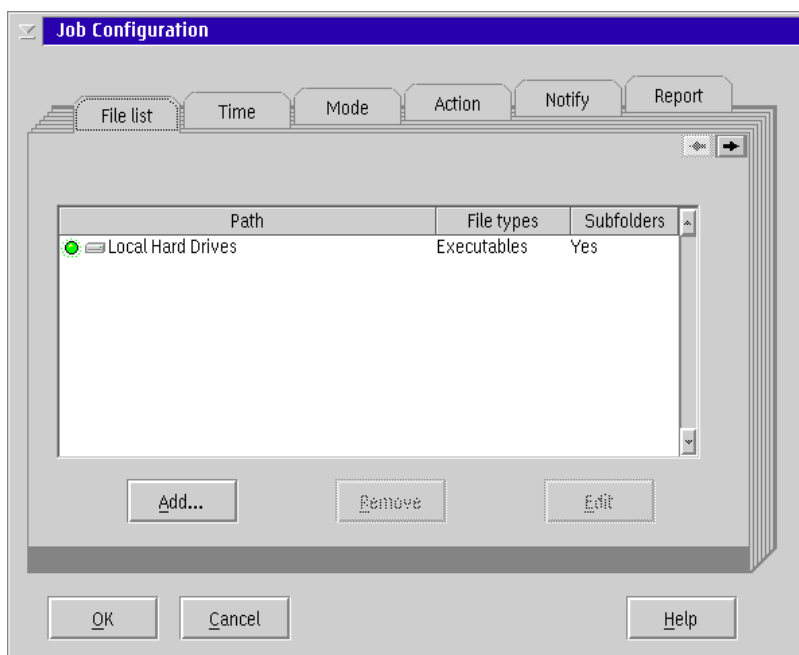 Job Configuration
File list Time Mode Action Notify Report
Path File types Subfolders
Local Hard Drives Executables Yes
Add... Remove Edit
OK Cancel Help